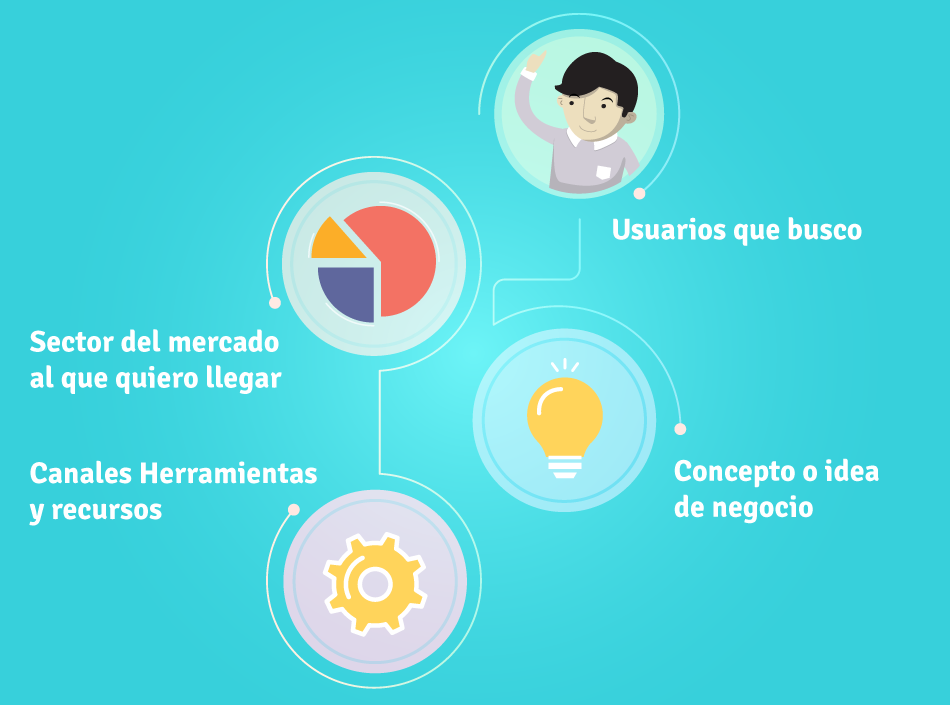 Usuarios que busco
Sector del mercado
al que quiero llegar
Concepto o idea
de negocio
Canales Herramientas
y recursos